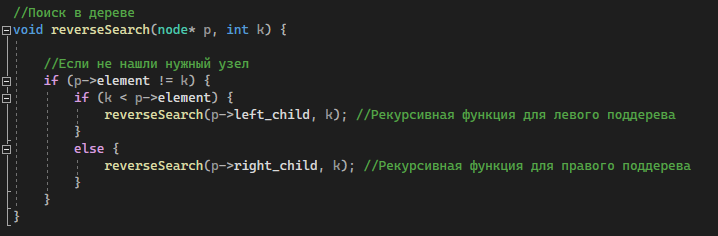 //Поиск в дереве
void reverseSearch(node* p, int k) {
//Если не нашли нужный узел
if (p->element != k) {
if (k < p->element) {
reverseSearch(p->left_child, k); //Рекурсивная функция для левого поддерева
}
else {
reverseSearch(p->right_child, k); //Рекурсивная функция для правого поддерева
}
}
}